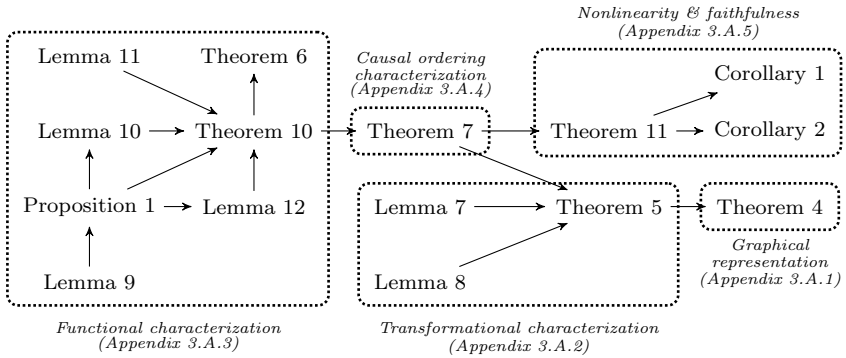 Nonlinearity & faithfulness
(Appendix 3.A.5)
Lemma 11
Theorem 6
Causal ordering
characterization
(Appendix 3.A.4)
Corollary 1
Lemma 10
Theorem 10
Theorem 7
Theorem 11
Corollary 2
Proposition 1
Lemma 12
Lemma 7
Theorem 5
Theorem 4
Lemma 9
Lemma 8
Graphical
representation
(Appendix 3.A.1)
Functional characterization
(Appendix 3.A.3)
Transformational characterization
(Appendix 3.A.2)